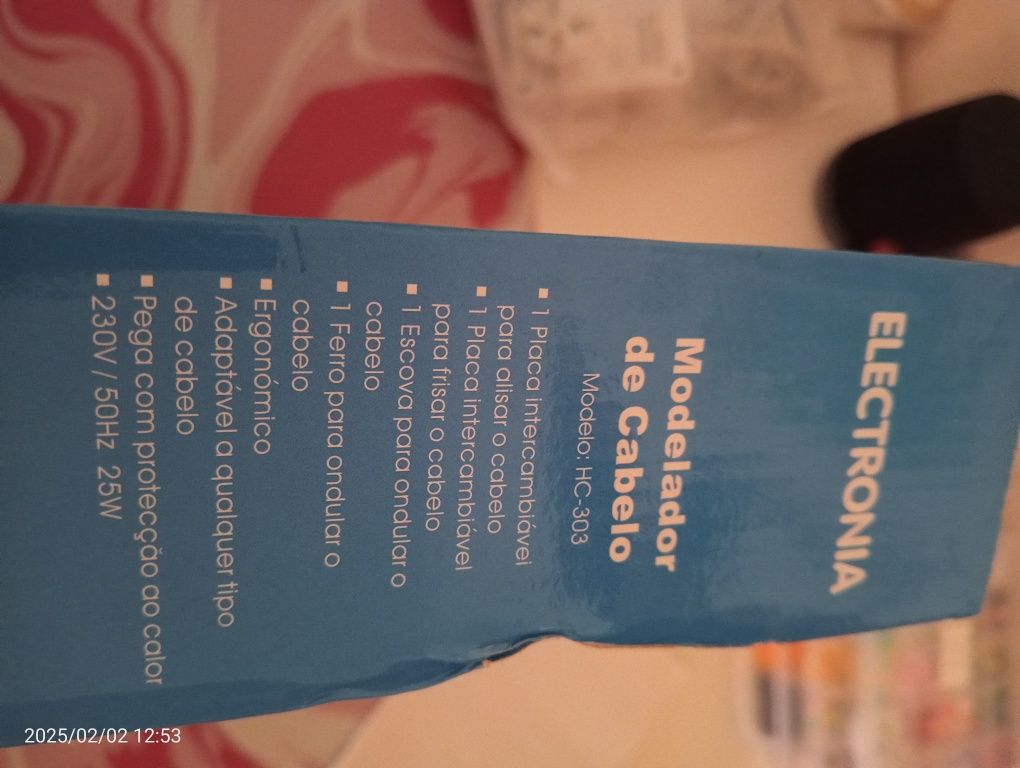 ELECTRONIA
Modelador
de Cabelo
Modelo: HC-303
▪ 1 Placa intercambiável
para alisar o cabelo
▪ 1 Placa intercambiável
para frisar o cabelo
▪ 1 Escova para ondular o
cabelo
▪ 1 Ferro para ondular o
cabelo
▪ Ergonómico
▪ Adaptável a qualquer tipo
de cabelo
▪ Pega com protecção ao calor
▪ 230V / 50Hz 25W
2025/02/02 12:53